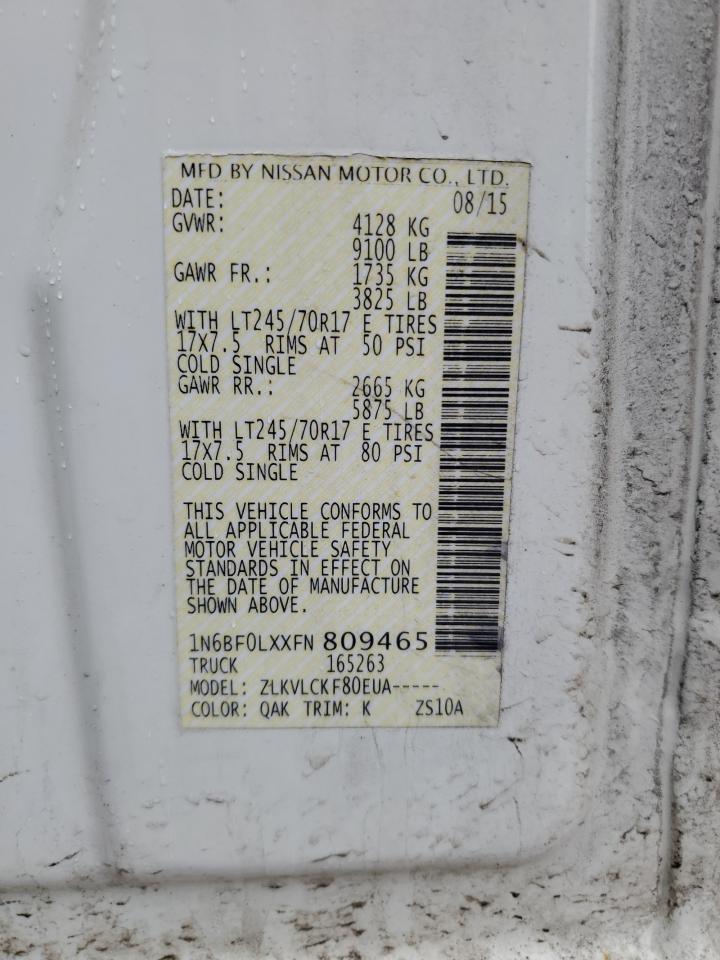 MFD BY NISSAN MOTOR CO., LTD.
DATE: 08/15
GVWR: 4128 KG
9100 LB
GAWR FR.: 1735 KG
3825 LB
WITH LT245/70R17 E TIRES
17X7.5 RIMS AT 50 PSI
COLD SINGLE
GAWR RR.: 2665 KG
5875 LB
WITH LT245/70R17 E TIRES
17X7.5 RIMS AT 80 PSI
COLD SINGLE
THIS VEHICLE CONFORMS TO
ALL APPLICABLE FEDERAL
MOTOR VEHICLE SAFETY
STANDARDS IN EFFECT ON
THE DATE OF MANUFACTURE
SHOWN ABOVE.
1N6BF0LXXFN 809465
TRUCK 165263
MODEL: ZLKVLCKF80EUA-----
COLOR: QAK TRIM: K ZS10A